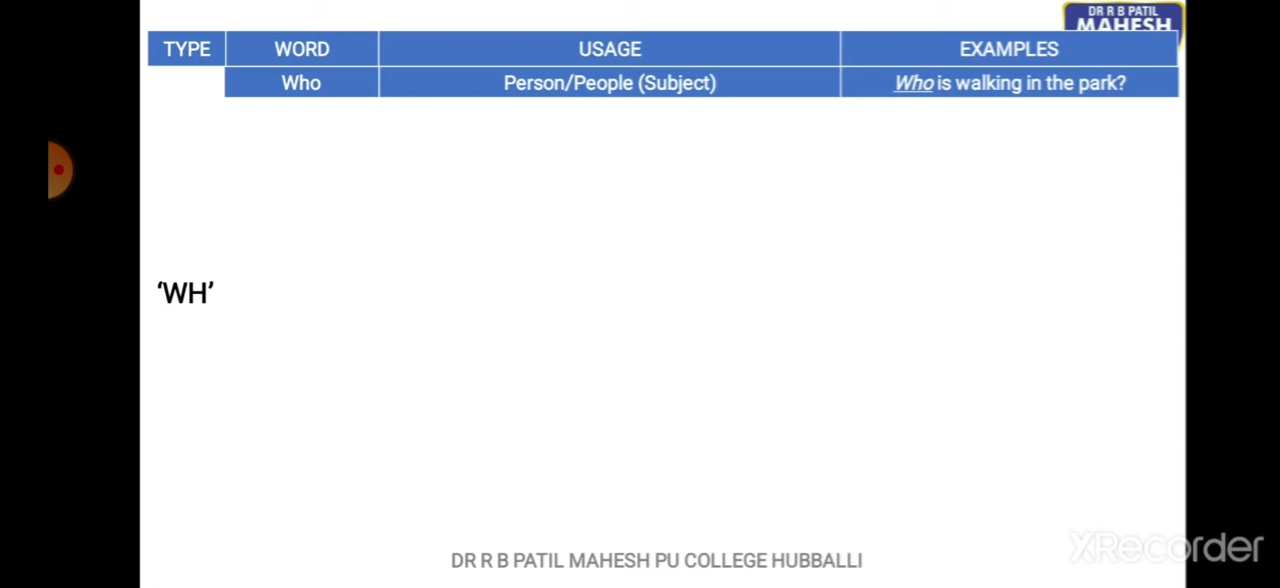 DR R B PATIL
MAHESH
TYPE WORD USAGE EXAMPLES
Who Person/People (Subject) Who is walking in the park?
‘WH’
DR R B PATIL MAHESH PU COLLEGE HUBBALLI
XRecorder